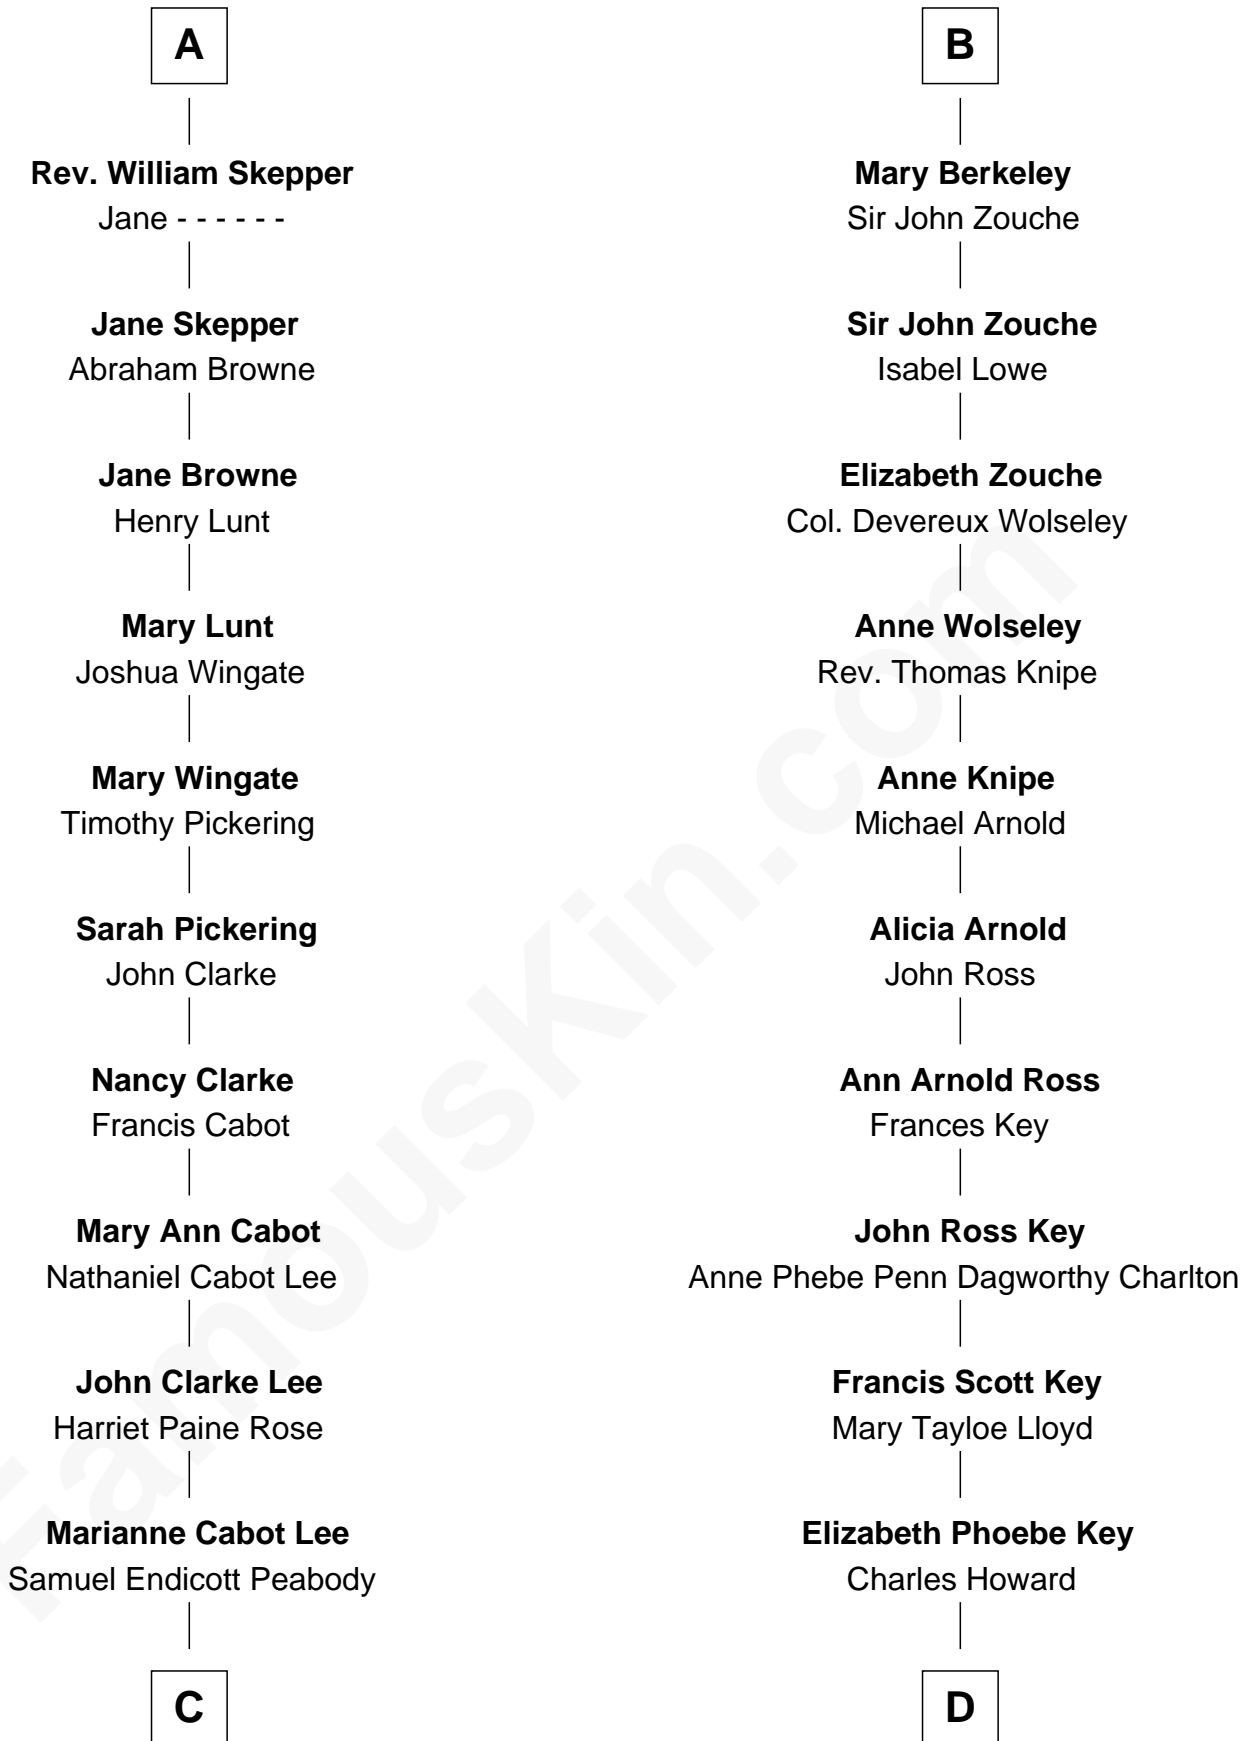 A
Rev. William Skepper
Jane - - - - - -
Jane Skepper
Abraham Browne
Jane Browne
Henry Lunt
Mary Lunt
Joshua Wingate
Mary Wingate
Timothy Pickering
Sarah Pickering
John Clarke
Nancy Clarke
Francis Cabot
Mary Ann Cabot
Nathaniel Cabot Lee
John Clarke Lee
Harriet Paine Rose
Marianne Cabot Lee
Samuel Endicott Peabody
C
B
Mary Berkeley
Sir John Zouche
Sir John Zouche
Isabel Lowe
Elizabeth Zouche
Col. Devereux Wolseley
Anne Wolseley
Rev. Thomas Knipe
Anne Knipe
Michael Arnold
Alicia Arnold
John Ross
Ann Arnold Ross
Frances Key
John Ross Key
Anne Phebe Penn Dagworthy Charlton
Francis Scott Key
Mary Tayloe Lloyd
Elizabeth Phoebe Key
Charles Howard
D
FamousKin.com